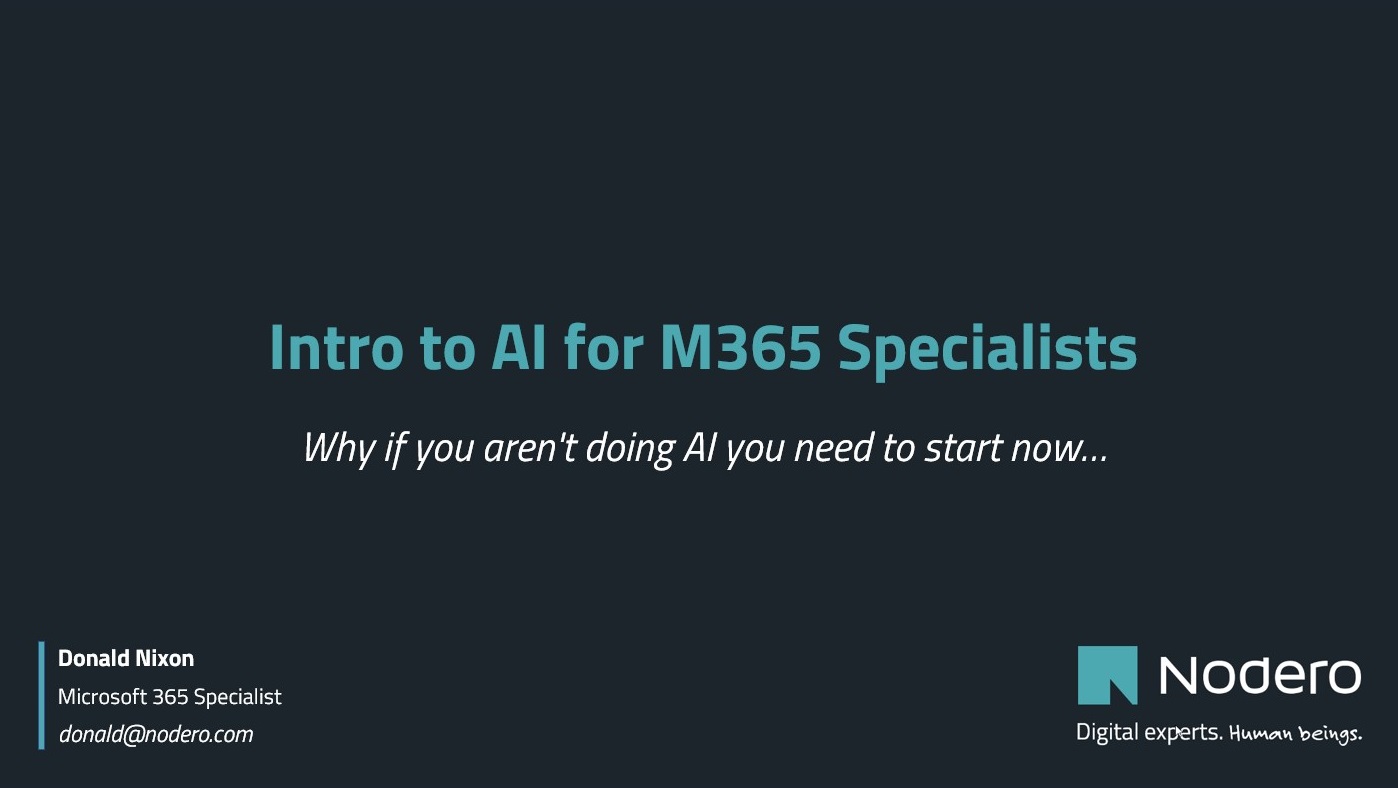 Intro to AI for M365 Specialists
Why if you aren't doing AI you need to start now...
Donald Nixon
Microsoft 365 Specialist
donald@nodero.com
Nodero
Digital experts. Human beings.